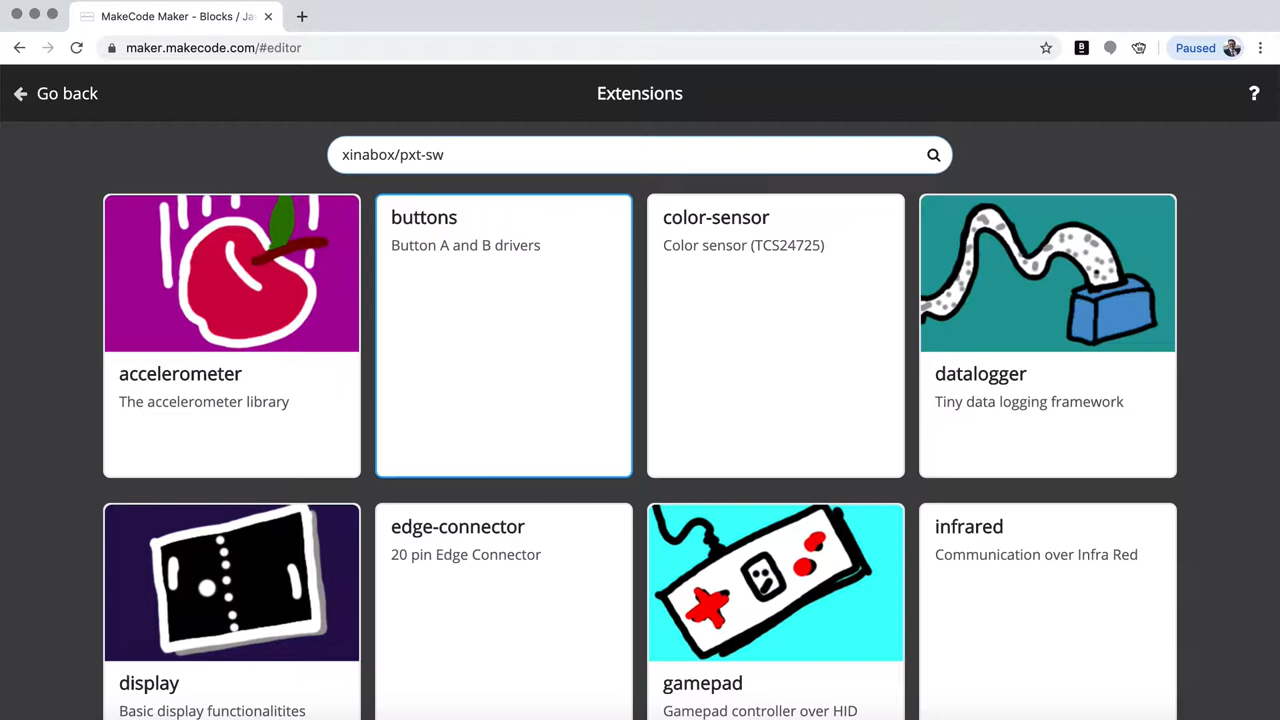 MakeCode Maker - Blocks / Ja
maker.makecode.com/#editor
Paused
Go back
Extensions
?
xinabox/pxt-sw
accelerometer
The accelerometer library
buttons
Button A and B drivers
color-sensor
Color sensor (TCS24725)
datalogger
Tiny data logging framework
display
Basic display functionalitites
edge-connector
20 pin Edge Connector
gamepad
Gamepad controller over HID
infrared
Communication over Infra Red